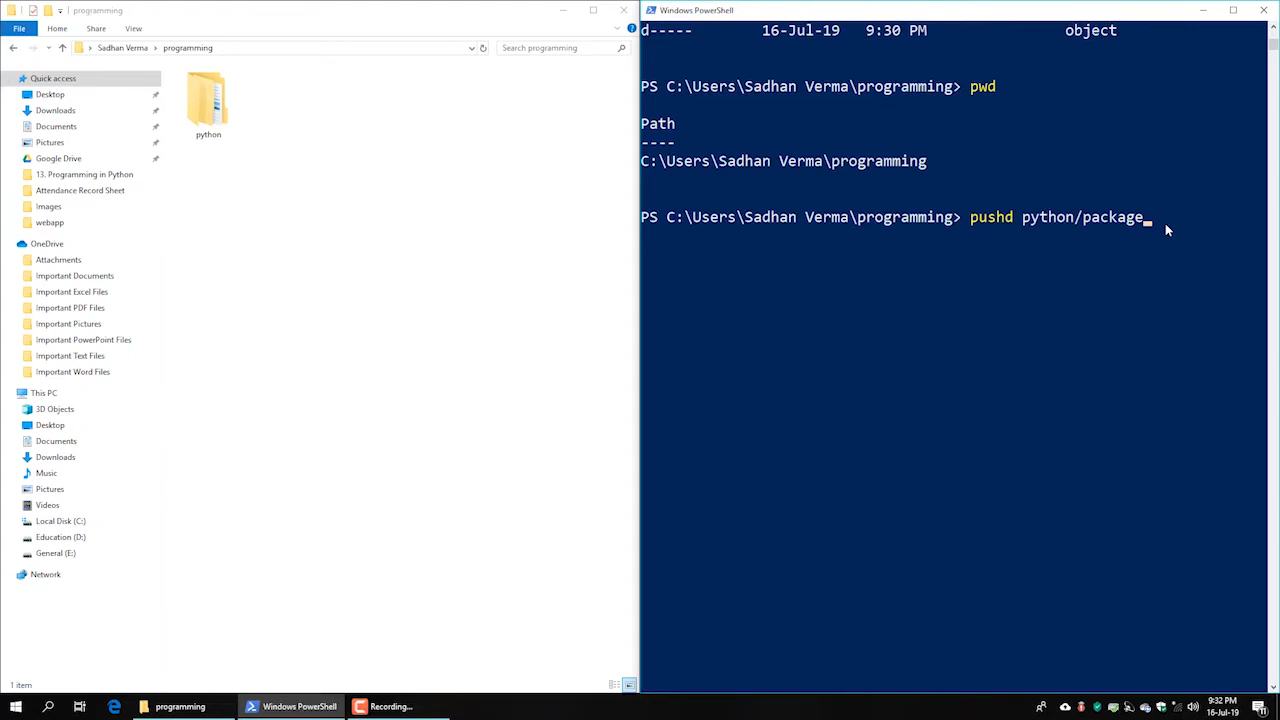 programming
File Home Share View
Sadhan Verma programming
Search programming
Quick access
Desktop
Downloads
Documents
Pictures
Google Drive
13. Programming in Python
Attendance Record Sheet
Images
webapp
OneDrive
Attachments
Important Documents
Important Excel Files
Important PDF Files
Important Pictures
Important PowerPoint Files
Important Text Files
Important Word Files
This PC
3D Objects
Desktop
Documents
Downloads
Music
Pictures
Videos
Local Disk (C:)
Education (D:)
General (E:)
Network
python
1 item
Windows PowerShell
d----- 16-Jul-19 9:30 PM object
PS C:\Users\Sadhan Verma\programming> pwd
Path
----
C:\Users\Sadhan Verma\programming
PS C:\Users\Sadhan Verma\programming> pushd python/package_
programming
Windows PowerShell
Recording...
9:32 PM
16-Jul-19